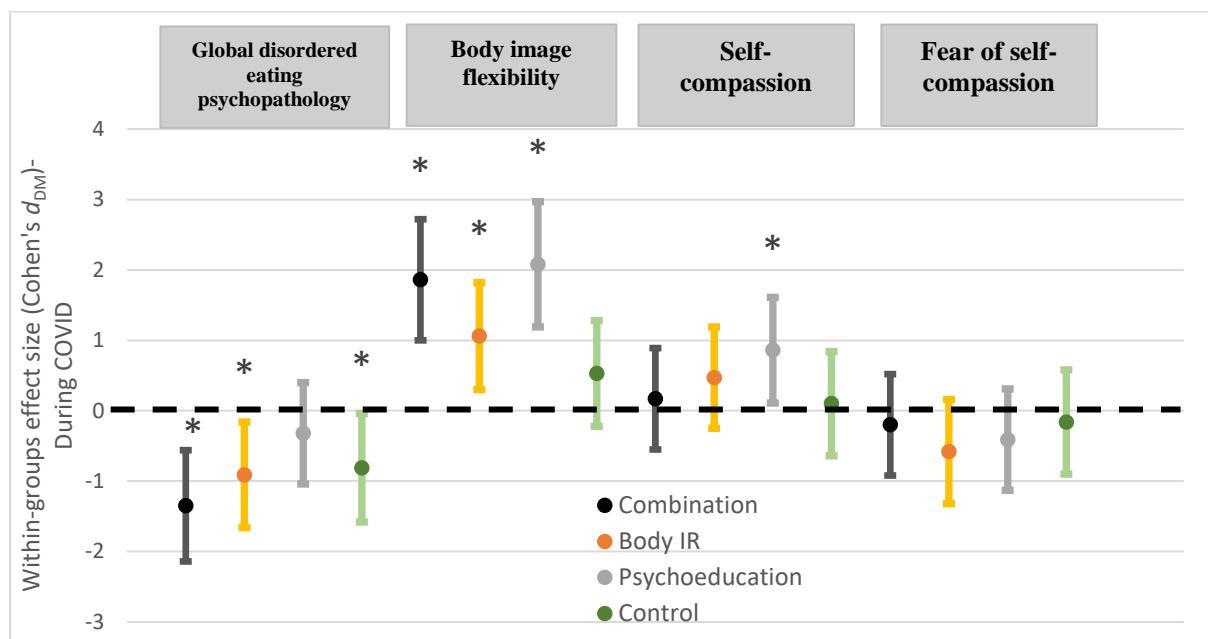 Global disordered
eating
psychopathology
Body image
flexibility
Self-
compassion
Fear of self-
compassion
Within-groups effect size (Cohen's dDM)-
During COVID
4
3
2
1
0
-1
-2
-3
*
*
*
*
*
*
*
Combination
Body IR
Psychoeducation
Control